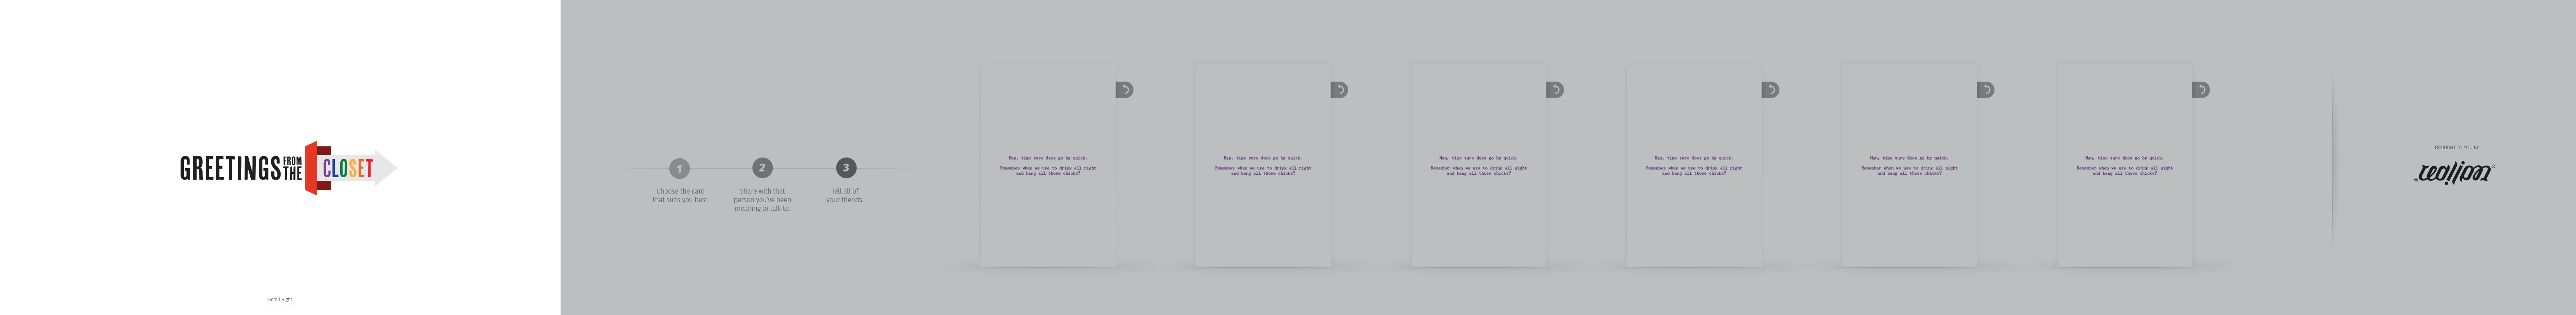 GREETINGS FROM THE CLOSET
Scroll Right
1
Choose the card
that suits you best.
2
Share with that
person you've been
meaning to talk to.
3
Tell all of
your friends.
Man, time sure does go by quick.
Remember when we use to drink all night
and bang all those chicks?
Man, time sure does go by quick.
Remember when we use to drink all night
and bang all those chicks?
Man, time sure does go by quick.
Remember when we use to drink all night
and bang all those chicks?
Man, time sure does go by quick.
Remember when we use to drink all night
and bang all those chicks?
Man, time sure does go by quick.
Remember when we use to drink all night
and bang all those chicks?
Man, time sure does go by quick.
Remember when we use to drink all night
and bang all those chicks?
BROUGHT TO YOU BY